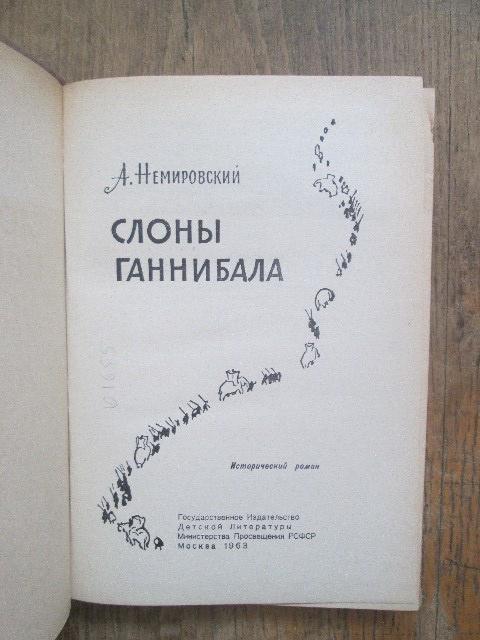 А. Немировский
СЛОНЫ
ГАННИБАЛА
Исторический роман
Государственное Издательство
Детской Литературы
Министерства Просвещения РСФСР
Москва 1963